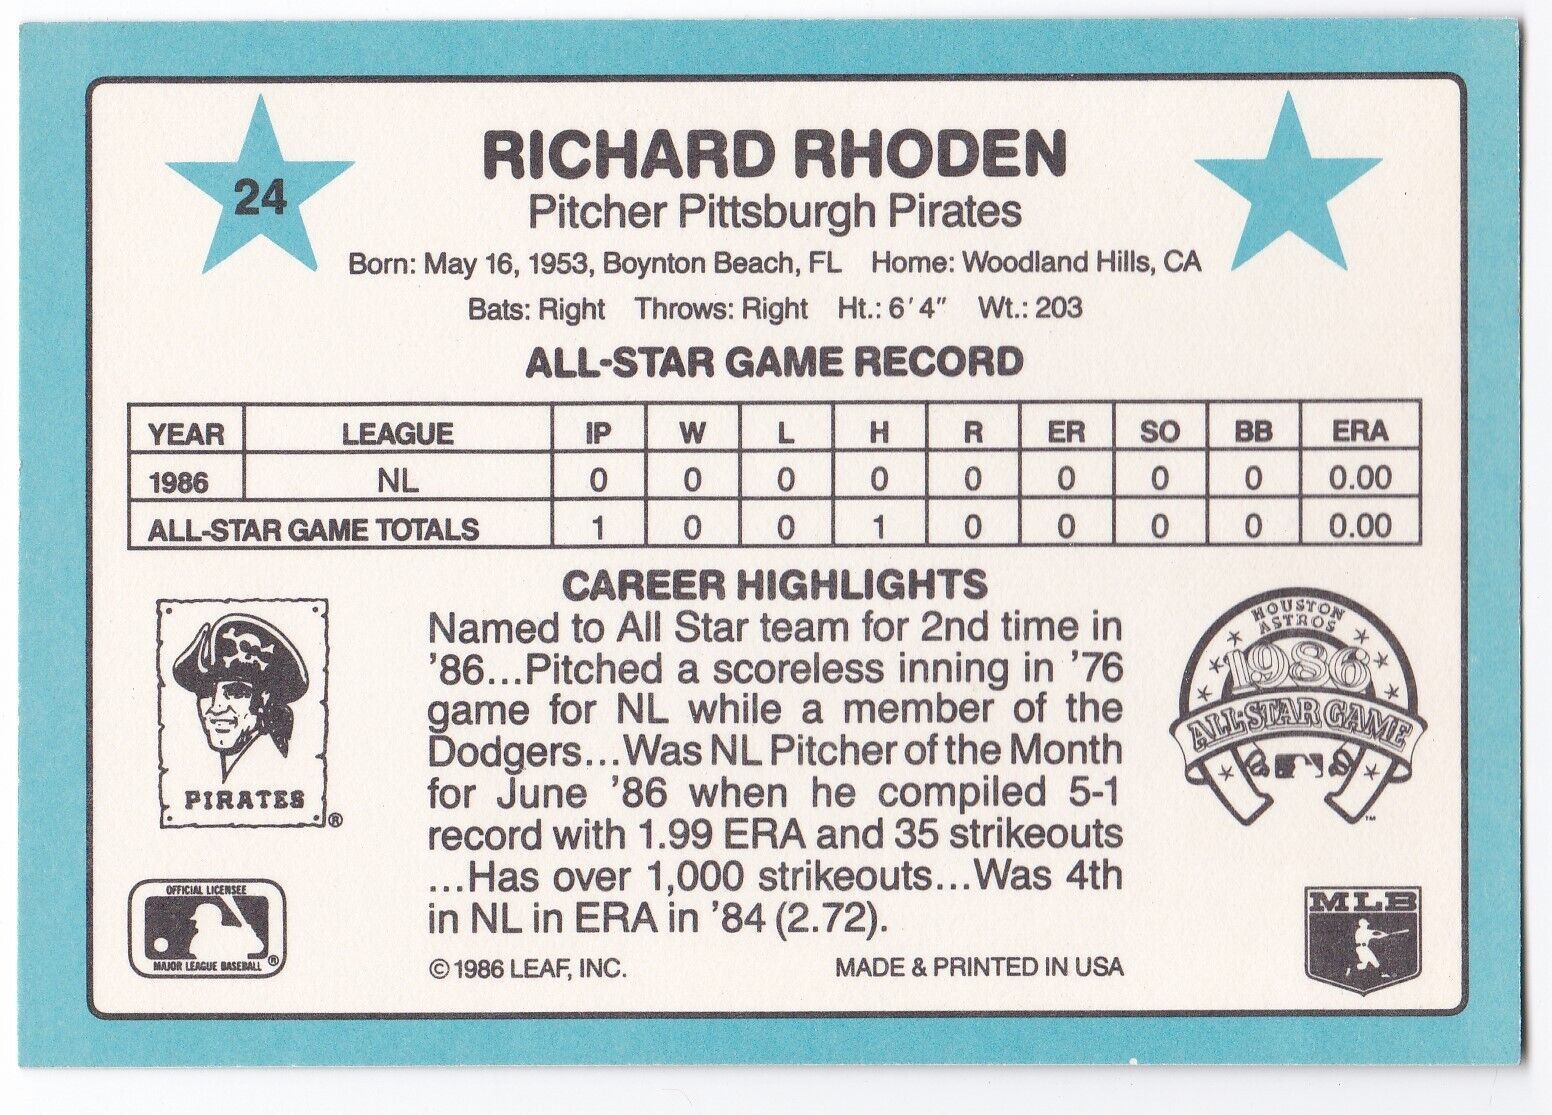 24
RICHARD RHODEN
Pitcher Pittsburgh Pirates
Born: May 16, 1953, Boynton Beach, FL Home: Woodland Hills, CA
Bats: Right Throws: Right Ht.: 6'4" Wt.: 203
ALL-STAR GAME RECORD
YEAR LEAGUE IP W L H R ER SO BB ERA
1986 NL 0 0 0 0 0 0 0 0 0.00
ALL-STAR GAME TOTALS 1 0 0 1 0 0 0 0 0.00
CAREER HIGHLIGHTS
Named to All Star team for 2nd time in
'86...Pitched a scoreless inning in '76
game for NL while a member of the
Dodgers...Was NL Pitcher of the Month
for June '86 when he compiled 5-1
record with 1.99 ERA and 35 strikeouts
...Has over 1,000 strikeouts...Was 4th
in NL in ERA in '84 (2.72).
© 1986 LEAF, INC. MADE & PRINTED IN USA
PIRATES ®
OFFICIAL LICENSEE
MAJOR LEAGUE BASEBALL ®
HOUSTON
ASTROS
1986
ALL-STAR GAME
™
MLB